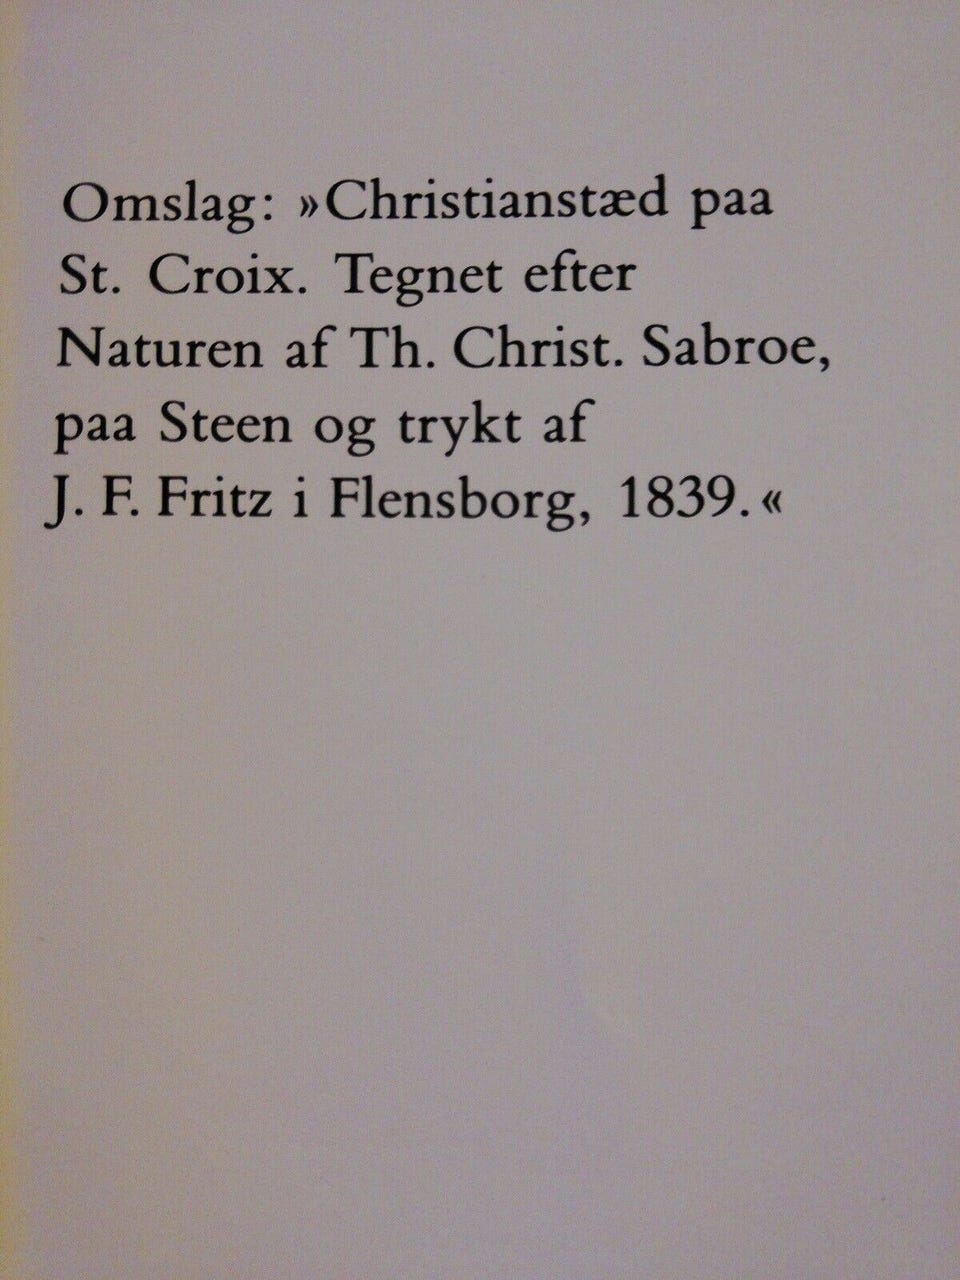 Omslag: »Christianstæd paa
St. Croix. Tegnet efter
Naturen af Th. Christ. Sabroe,
paa Steen og trykt af
J. F. Fritz i Flensborg, 1839.«